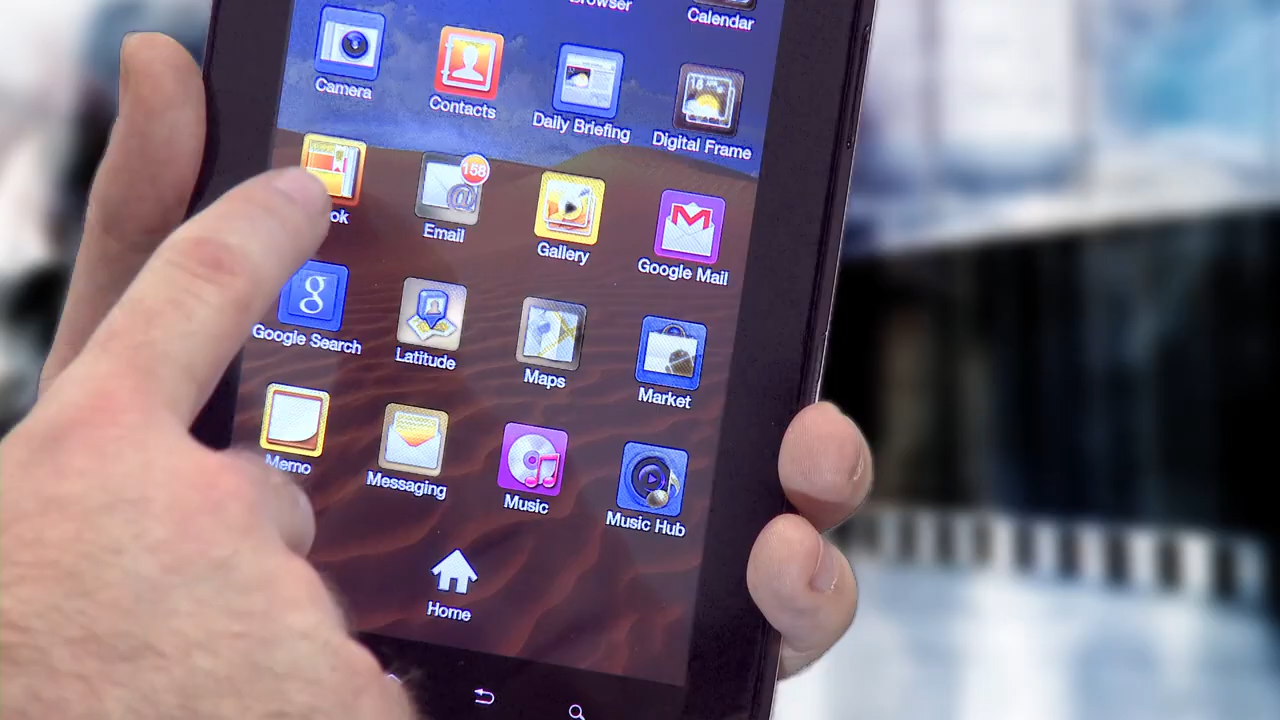 Browser
Calendar
Camera
Contacts
Daily Briefing
Digital Frame
158
ok
Email
Gallery
Google Mail
g
Google Search
Latitude
Maps
Market
Memo
Messaging
Music
Music Hub
Home